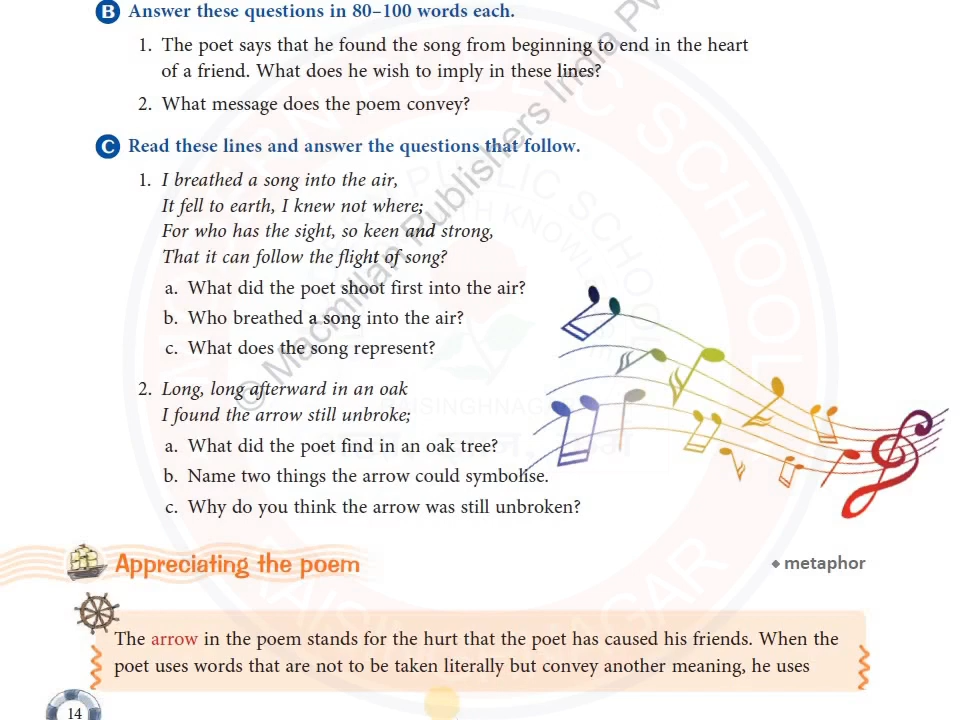 B Answer these questions in 80–100 words each.
1. The poet says that he found the song from beginning to end in the heart
of a friend. What does he wish to imply in these lines?
2. What message does the poem convey?
C Read these lines and answer the questions that follow.
1. I breathed a song into the air,
It fell to earth, I knew not where;
For who has the sight, so keen and strong,
That it can follow the flight of song?
a. What did the poet shoot first into the air?
b. Who breathed a song into the air?
c. What does the song represent?
2. Long, long afterward in an oak
I found the arrow still unbroke;
a. What did the poet find in an oak tree?
b. Name two things the arrow could symbolise.
c. Why do you think the arrow was still unbroken?
Appreciating the poem
◆ metaphor
The arrow in the poem stands for the hurt that the poet has caused his friends. When the
poet uses words that are not to be taken literally but convey another meaning, he uses
14
© Macmillan Publishers India Pv
PUBLIC SCHOOL
RAISINGHNAGAR